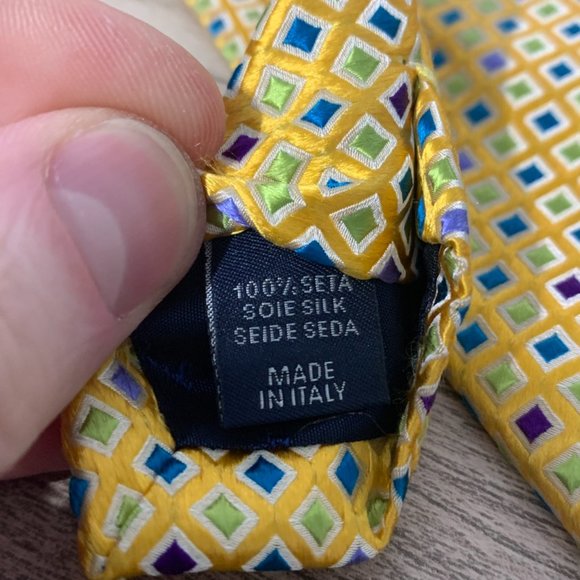 100% SETA
SOIE SILK
SEIDE SEDA
MADE
IN ITALY